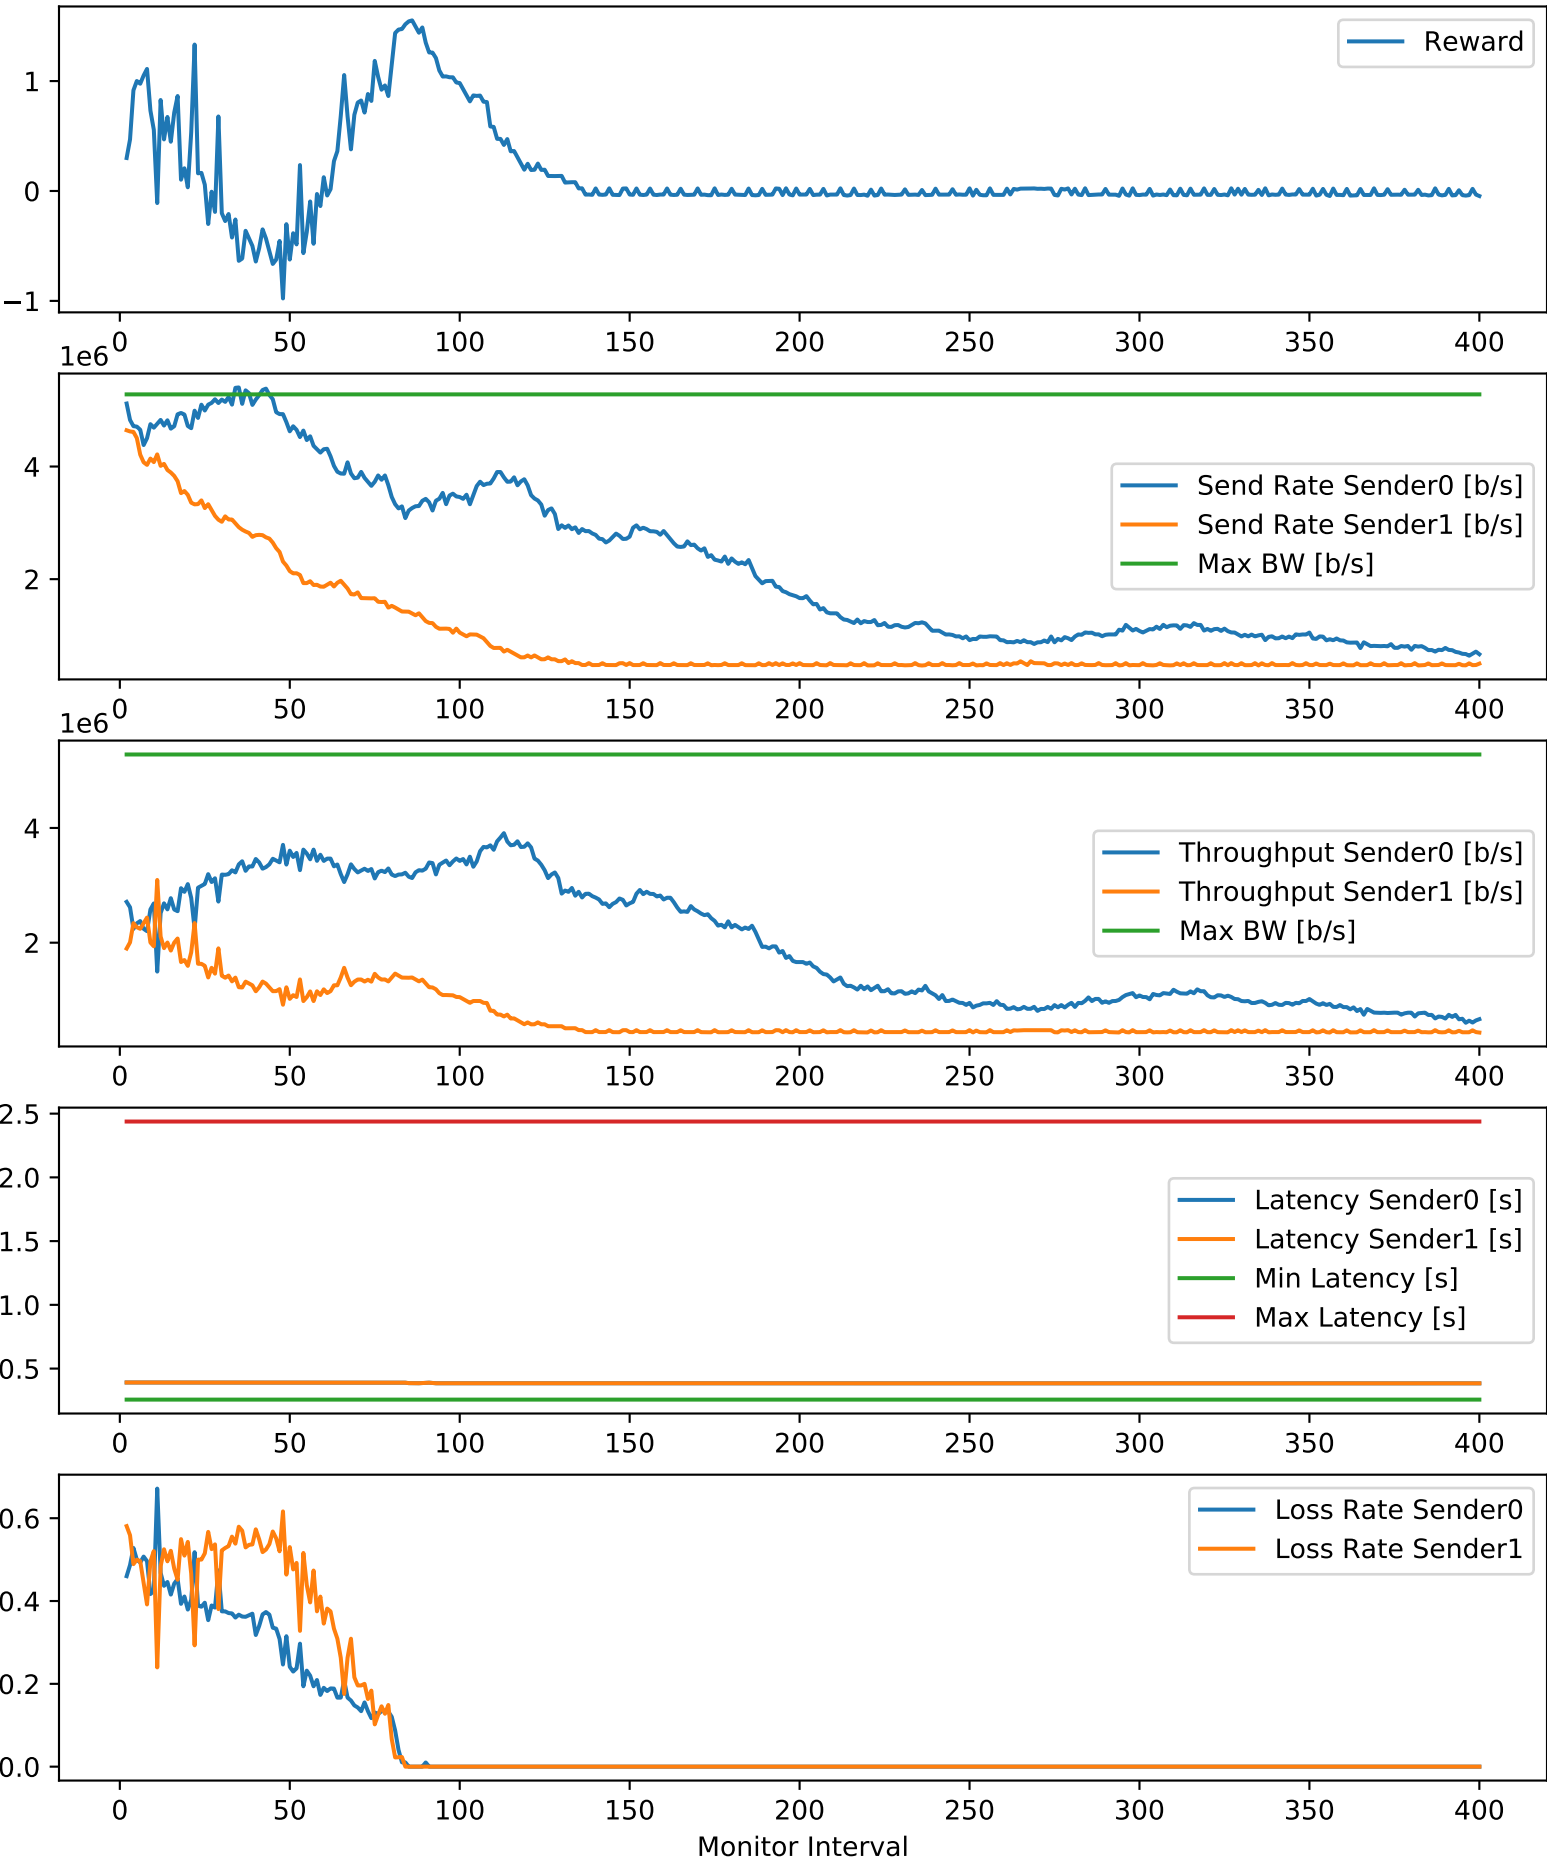 Reward
1
0
−1
0 50 100 150 200 250 300 350 400
1e6
Send Rate Sender0 [b/s]
Send Rate Sender1 [b/s]
Max BW [b/s]
4
2
0 50 100 150 200 250 300 350 400
1e6
Throughput Sender0 [b/s]
Throughput Sender1 [b/s]
Max BW [b/s]
4
2
0 50 100 150 200 250 300 350 400
2.5
2.0
1.5
1.0
0.5
Latency Sender0 [s]
Latency Sender1 [s]
Min Latency [s]
Max Latency [s]
0 50 100 150 200 250 300 350 400
Loss Rate Sender0
Loss Rate Sender1
0.6
0.4
0.2
0.0
0 50 100 150 200 250 300 350 400
Monitor Interval